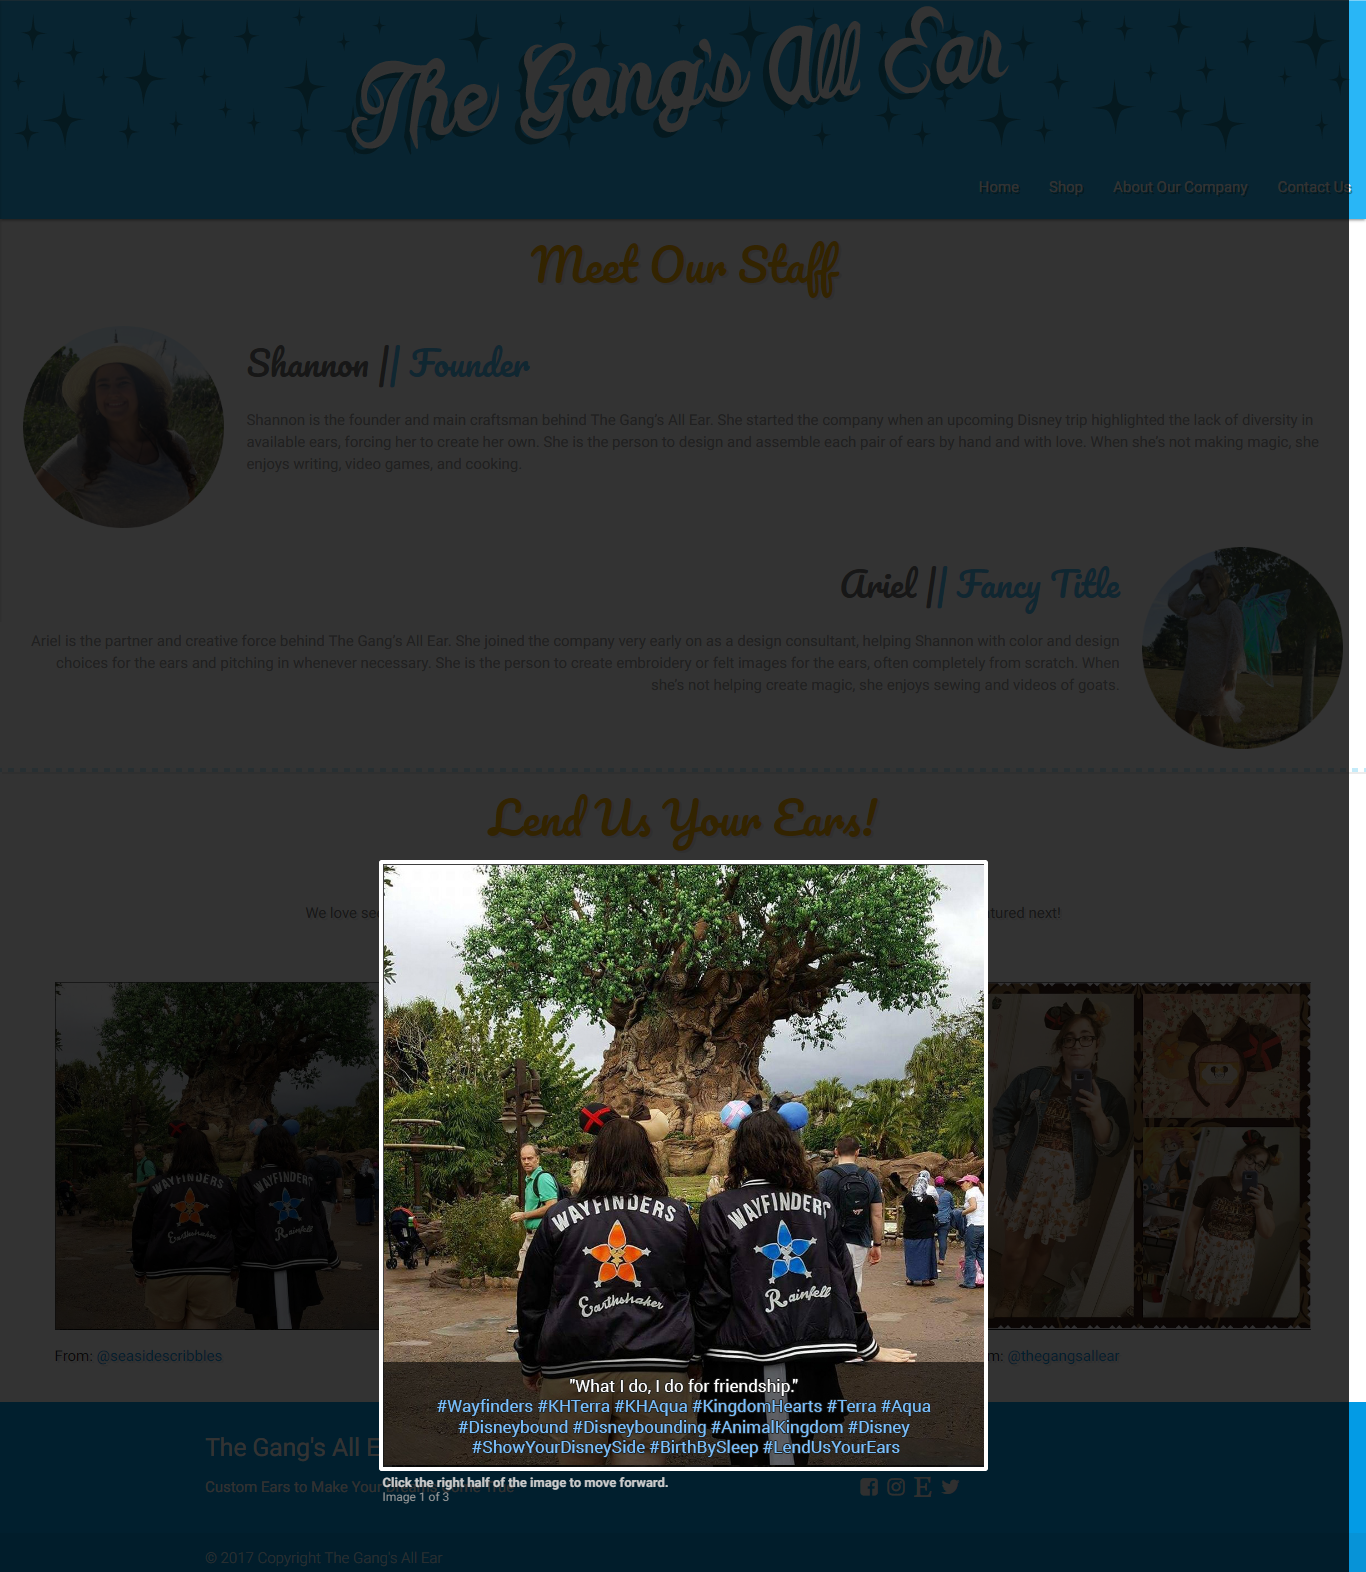 The Gang's All Ear
Home Shop About Our Company Contact Us
Meet Our Staff
Shannon || Founder
Shannon is the founder and main craftsman behind The Gang's All Ear. She started the company when an upcoming Disney trip highlighted the lack of diversity in
available ears, forcing her to create her own. She is the person to design and assemble each pair of ears by hand and with love. When she's not making magic, she
enjoys writing, video games, and cooking.
Ariel || Fancy Title
Ariel is the partner and creative force behind The Gang's All Ear. She joined the company very early on as a design consultant, helping Shannon with color and design
choices for the ears and pitching in whenever necessary. She is the person to create embroidery or felt images for the ears, often completely from scratch. When
she's not helping create magic, she enjoys sewing and videos of goats.
Lend Us Your Ears!
We love next!
WAYFINDERS WAYFINDERS
Earthshaker Rainfell
WAYFINDERS WAYFINDERS
Earthshaker Rainfell
From: @seasidescribbles @thegangsallear
"What I do, I do for friendship."
#Wayfinders #KHTerra #KHAqua #KingdomHearts #Terra #Aqua
#Disneybound #Disneybounding #AnimalKingdom #Disney
#ShowYourDisneySide #BirthBySleep #LendUsYourEars
Click the right half of the image to move forward.
Image 1 of 3
The Gang's All
Custom Ears to Make Your
© 2017 Copyright The Gang's All Ear